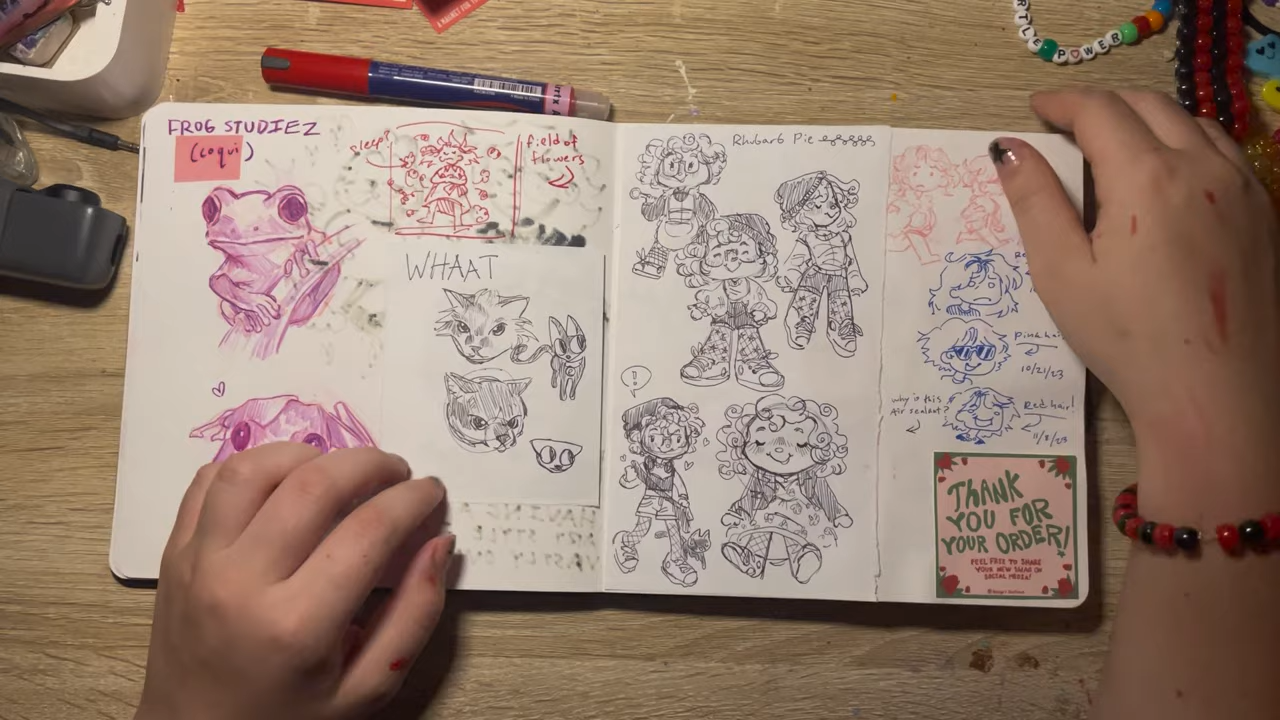 FROG STUDIEZ
(coqui)
sleep?
field of
flowers
WHAAT
Rhubarb Pie
!
Pink hair
10/21/23
why is this
Air sealant?
Red hair!
11/8/23
THANK
YOU FOR
YOUR ORDER!
FEEL FREE TO SHARE
YOUR NEW SWAG ON
SOCIAL MEDIA!
RTLE POWER